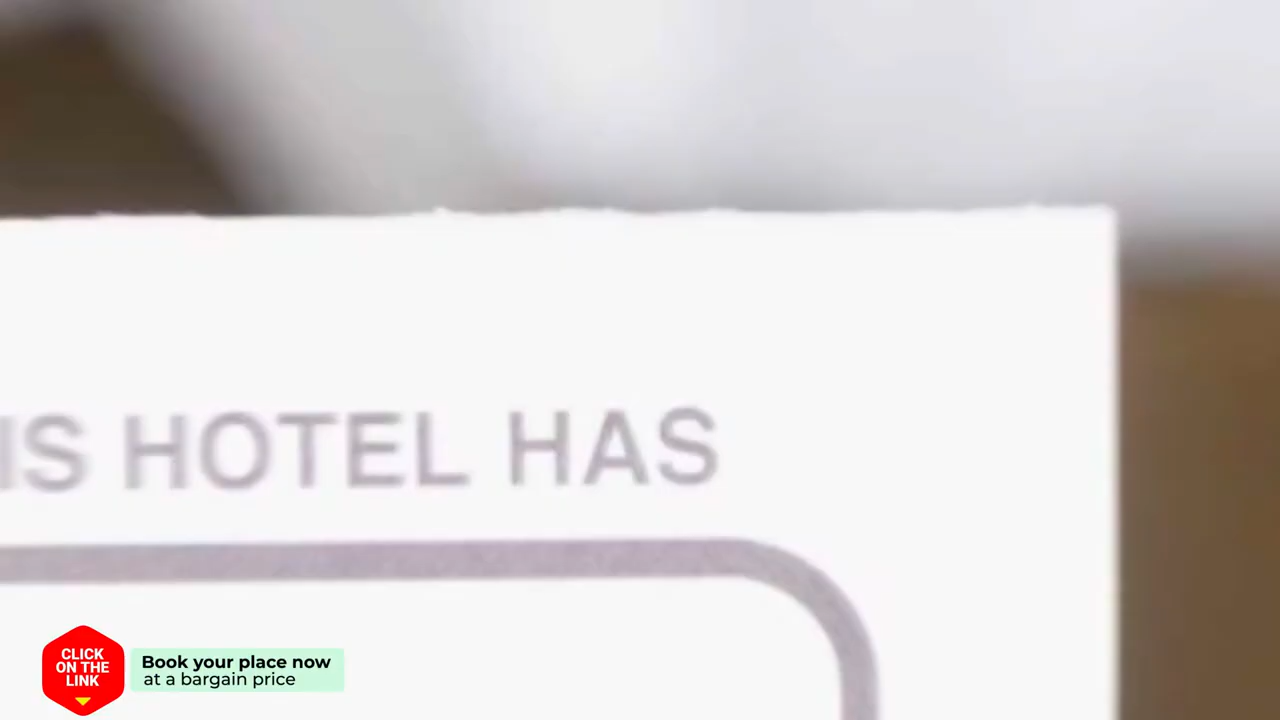 IS HOTEL HAS
CLICK
ON THE
LINK
Book your place now
at a bargain price